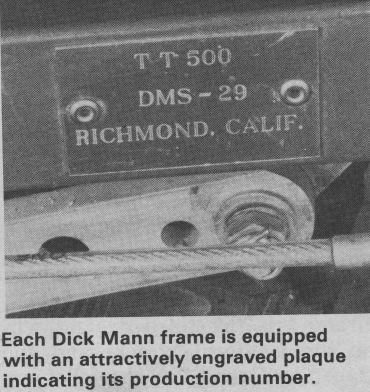 T T 500
DMS - 29
RICHMOND, CALIF.
Each Dick Mann frame is equipped
with an attractively engraved plaque
indicating its production number.